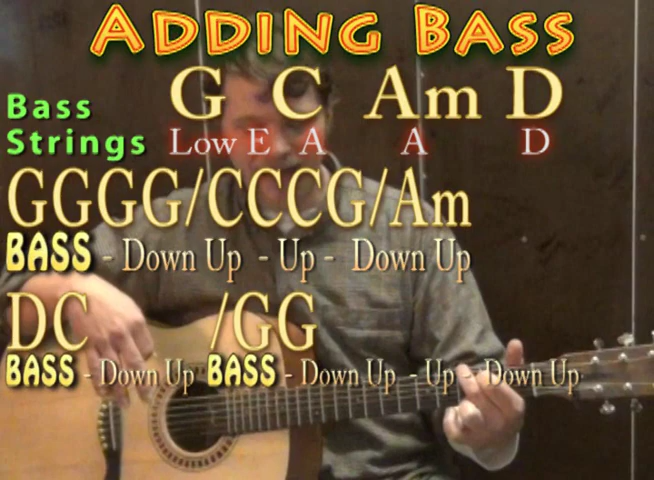 ADDING BASS
G C Am D
Bass
Strings Low E A A D
GGGG/CCCG/Am
BASS - Down Up - Up - Down Up
DC /GG
BASS - Down Up BASS - Down Up - Up - Down Up